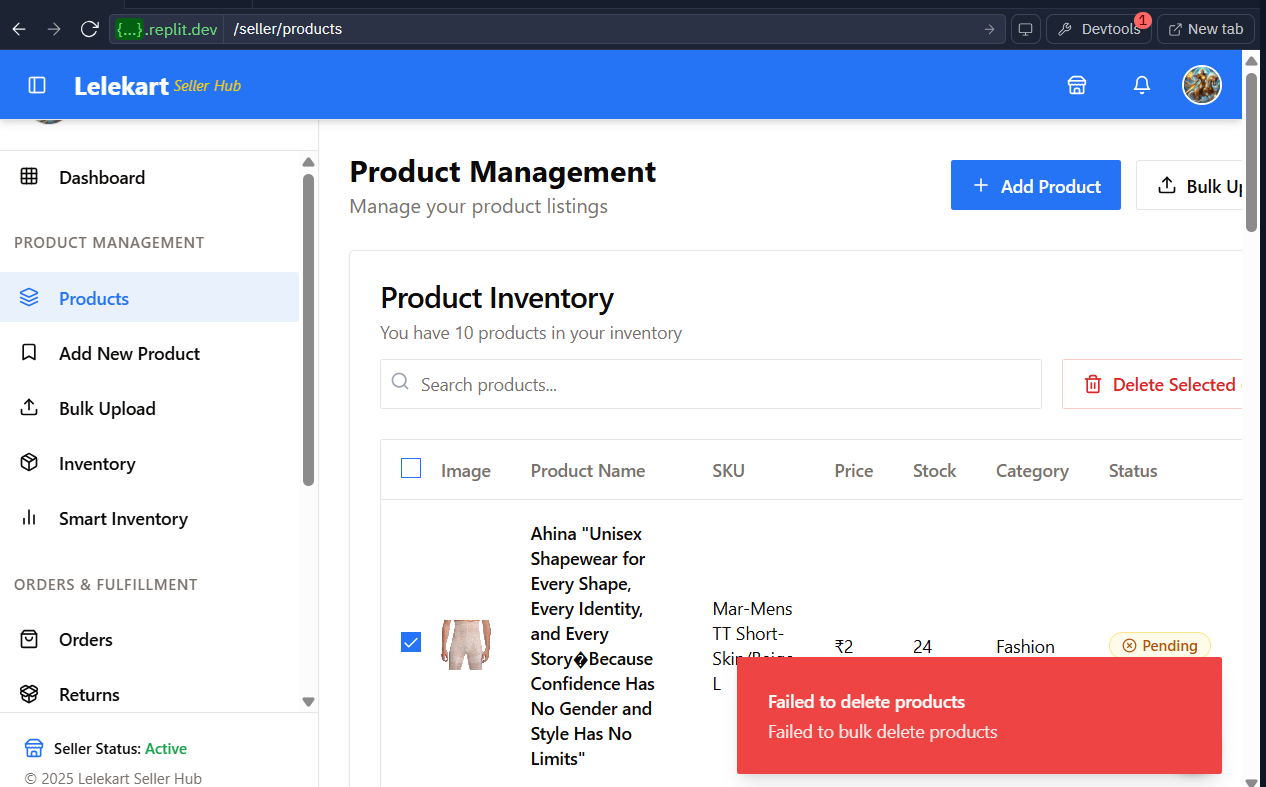 {...}.replit.dev /seller/products
Devtools 1
New tab
Lelekart Seller Hub
Dashboard
PRODUCT MANAGEMENT
Products
Add New Product
Bulk Upload
Inventory
Smart Inventory
ORDERS & FULFILLMENT
Orders
Returns
Seller Status: Active
© 2025 Lelekart Seller Hub
Product Management
Manage your product listings
Add Product
Bulk Up
Product Inventory
You have 10 products in your inventory
Search products...
Delete Selected
Image Product Name SKU Price Stock Category Status
Ahina "Unisex
Shapewear for
Every Shape,
Every Identity,
and Every
Story�Because
Confidence Has
No Gender and
Style Has No
Limits"
Mar-Mens
TT Short-
Skin/Beige
L
₹2
24
Fashion
Pending
Failed to delete products
Failed to bulk delete products